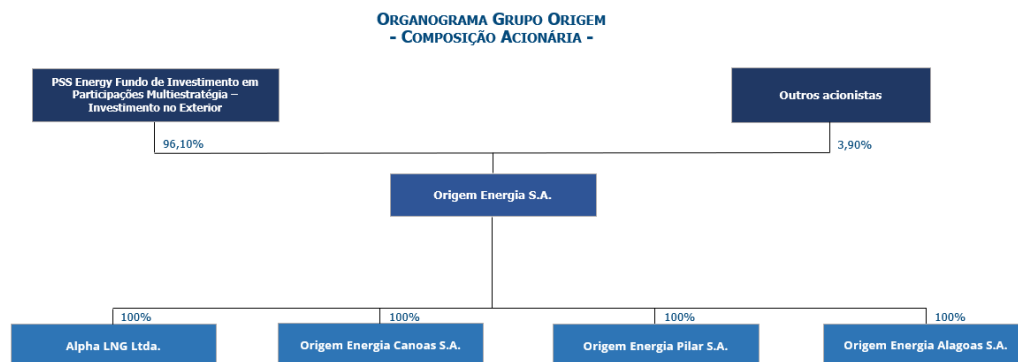 ORGANOGRAMA GRUPO ORIGEM
- COMPOSIÇÃO ACIONÁRIA -
PSS Energy Fundo de Investimento em
Participações Multiestratégia –
Investimento no Exterior
Outros acionistas
96,10%
3,90%
Origem Energia S.A.
100%
100%
100%
100%
Alpha LNG Ltda.
Origem Energia Canoas S.A.
Origem Energia Pilar S.A.
Origem Energia Alagoas S.A.